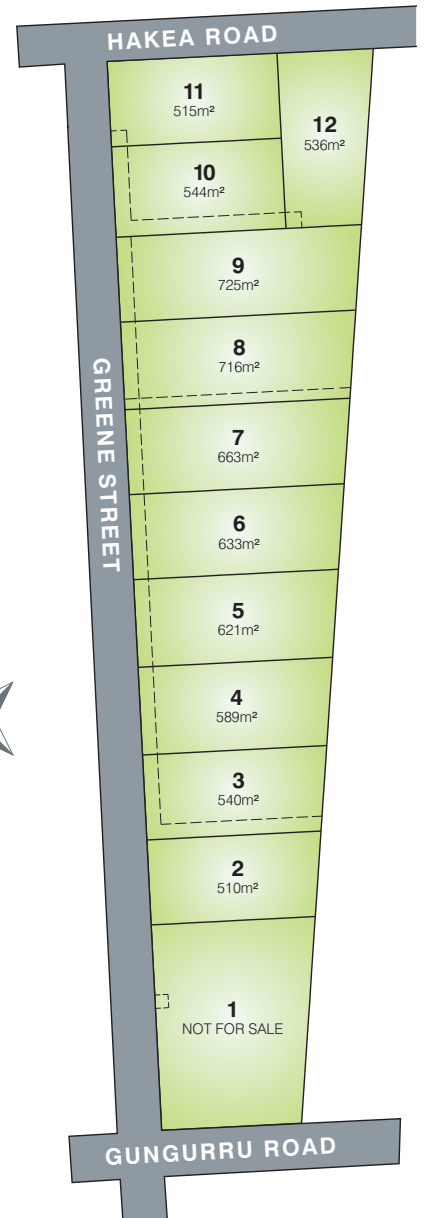 HAKEA ROAD
11
515m²
12
536m²
10
544m²
9
725m²
8
716m²
GREENE STREET
7
663m²
6
633m²
5
621m²
4
589m²
3
540m²
2
510m²
1
NOT FOR SALE
GUNGURRU ROAD